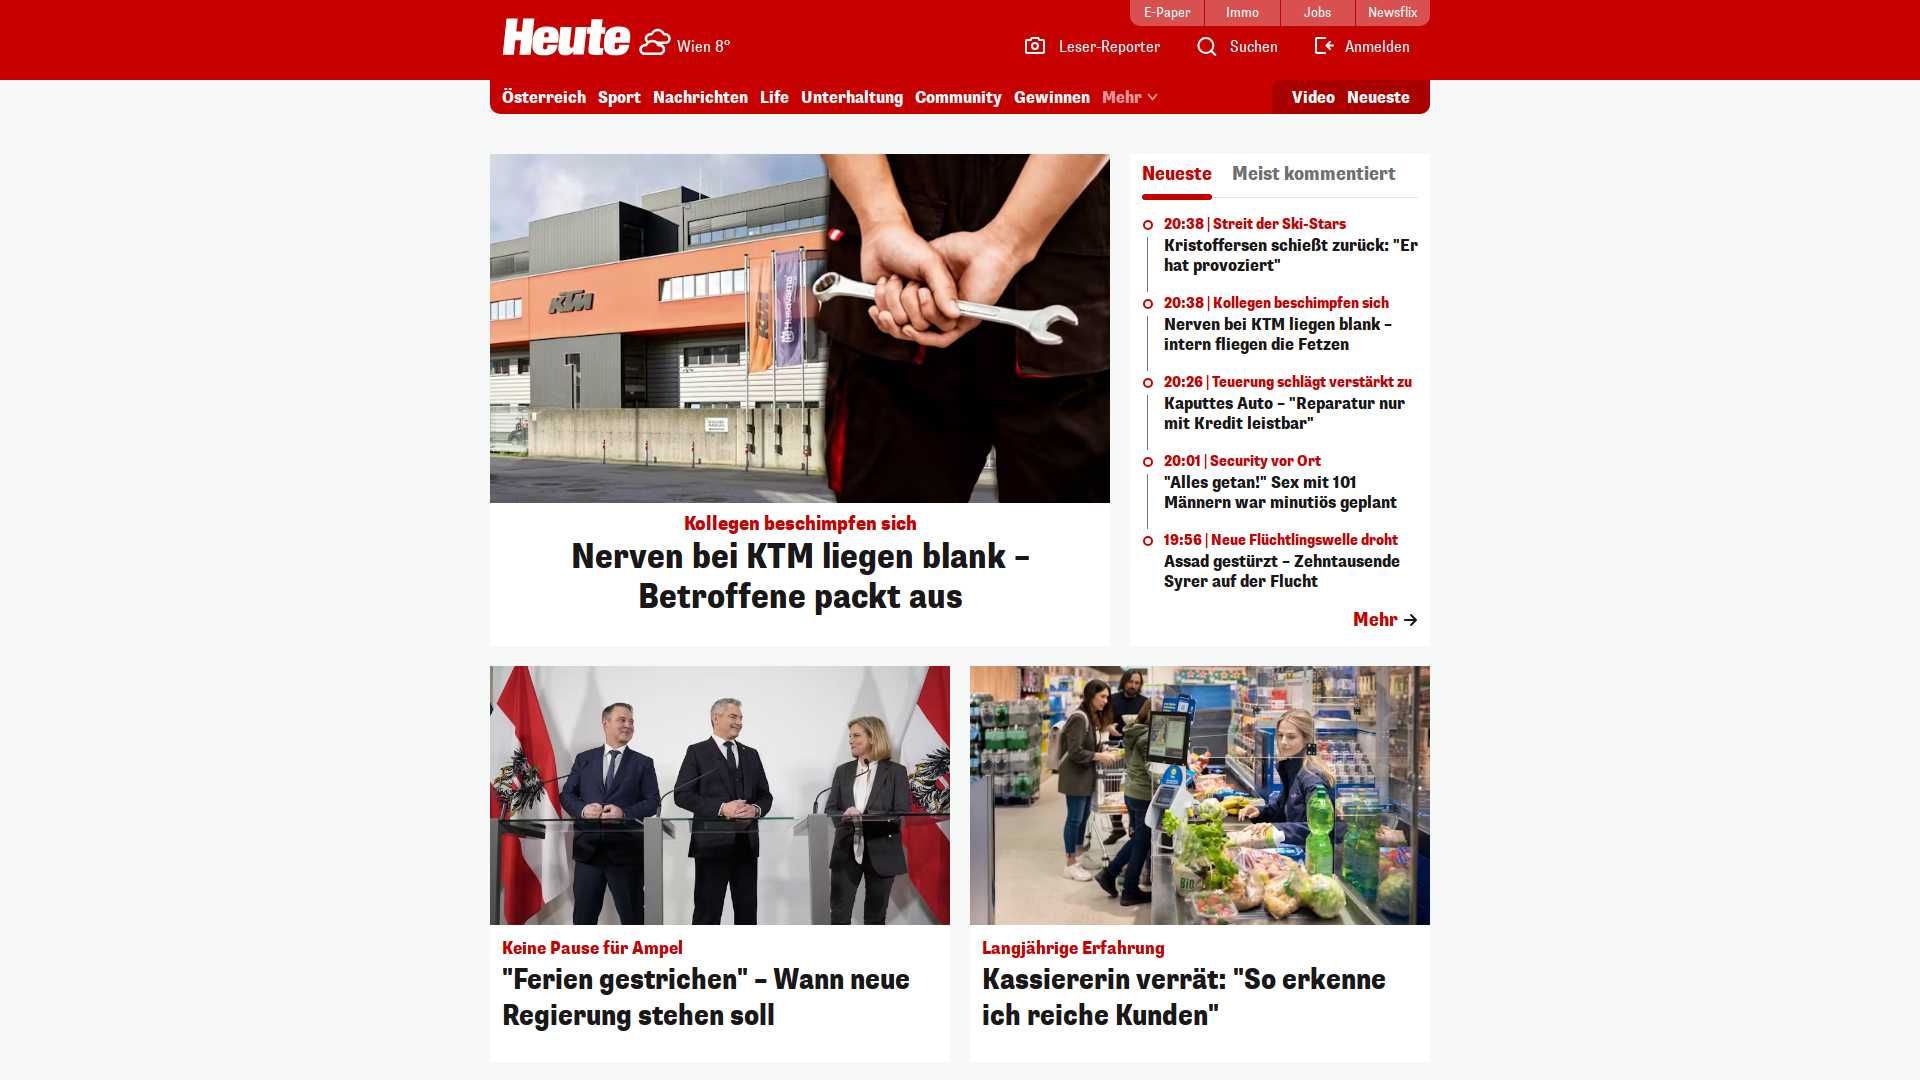 E-Paper
Immo
Jobs
Newsflix
Heute
Wien 8°
Leser-Reporter
Suchen
Anmelden
Österreich
Sport
Nachrichten
Life
Unterhaltung
Community
Gewinnen
Mehr
Video
Neueste
KTM
Husqvarna
Kollegen beschimpfen sich
Nerven bei KTM liegen blank –
Betroffene packt aus
Neueste
Meist kommentiert
20:38 | Streit der Ski-Stars
Kristoffersen schießt zurück: "Er
hat provoziert"
20:38 | Kollegen beschimpfen sich
Nerven bei KTM liegen blank –
intern fliegen die Fetzen
20:26 | Teuerung schlägt verstärkt zu
Kaputtes Auto – "Reparatur nur
mit Kredit leistbar"
20:01 | Security vor Ort
"Alles getan!" Sex mit 101
Männern war minutiös geplant
19:56 | Neue Flüchtlingswelle droht
Assad gestürzt – Zehntausende
Syrer auf der Flucht
Mehr
Keine Pause für Ampel
"Ferien gestrichen" – Wann neue
Regierung stehen soll
BIO
Langjährige Erfahrung
Kassiererin verrät: "So erkenne
ich reiche Kunden"